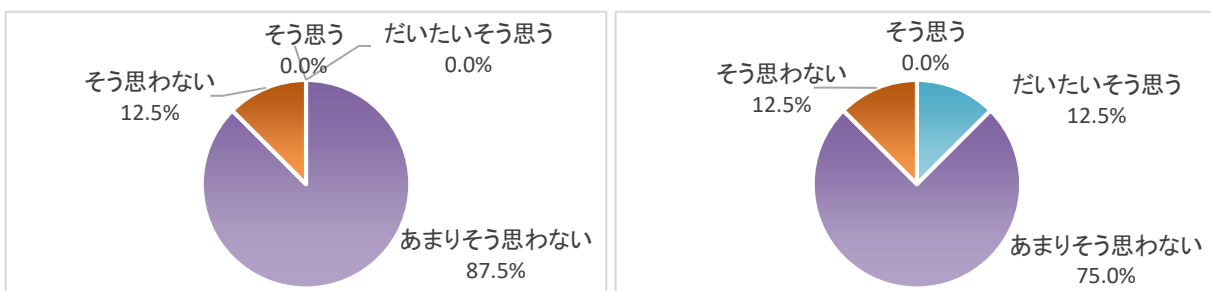 そう思う
0.0%
だいたいそう思う
0.0%
そう思わない
12.5%
あまりそう思わない
87.5%
そう思う
0.0%
だいたいそう思う
12.5%
そう思わない
12.5%
あまりそう思わない
75.0%